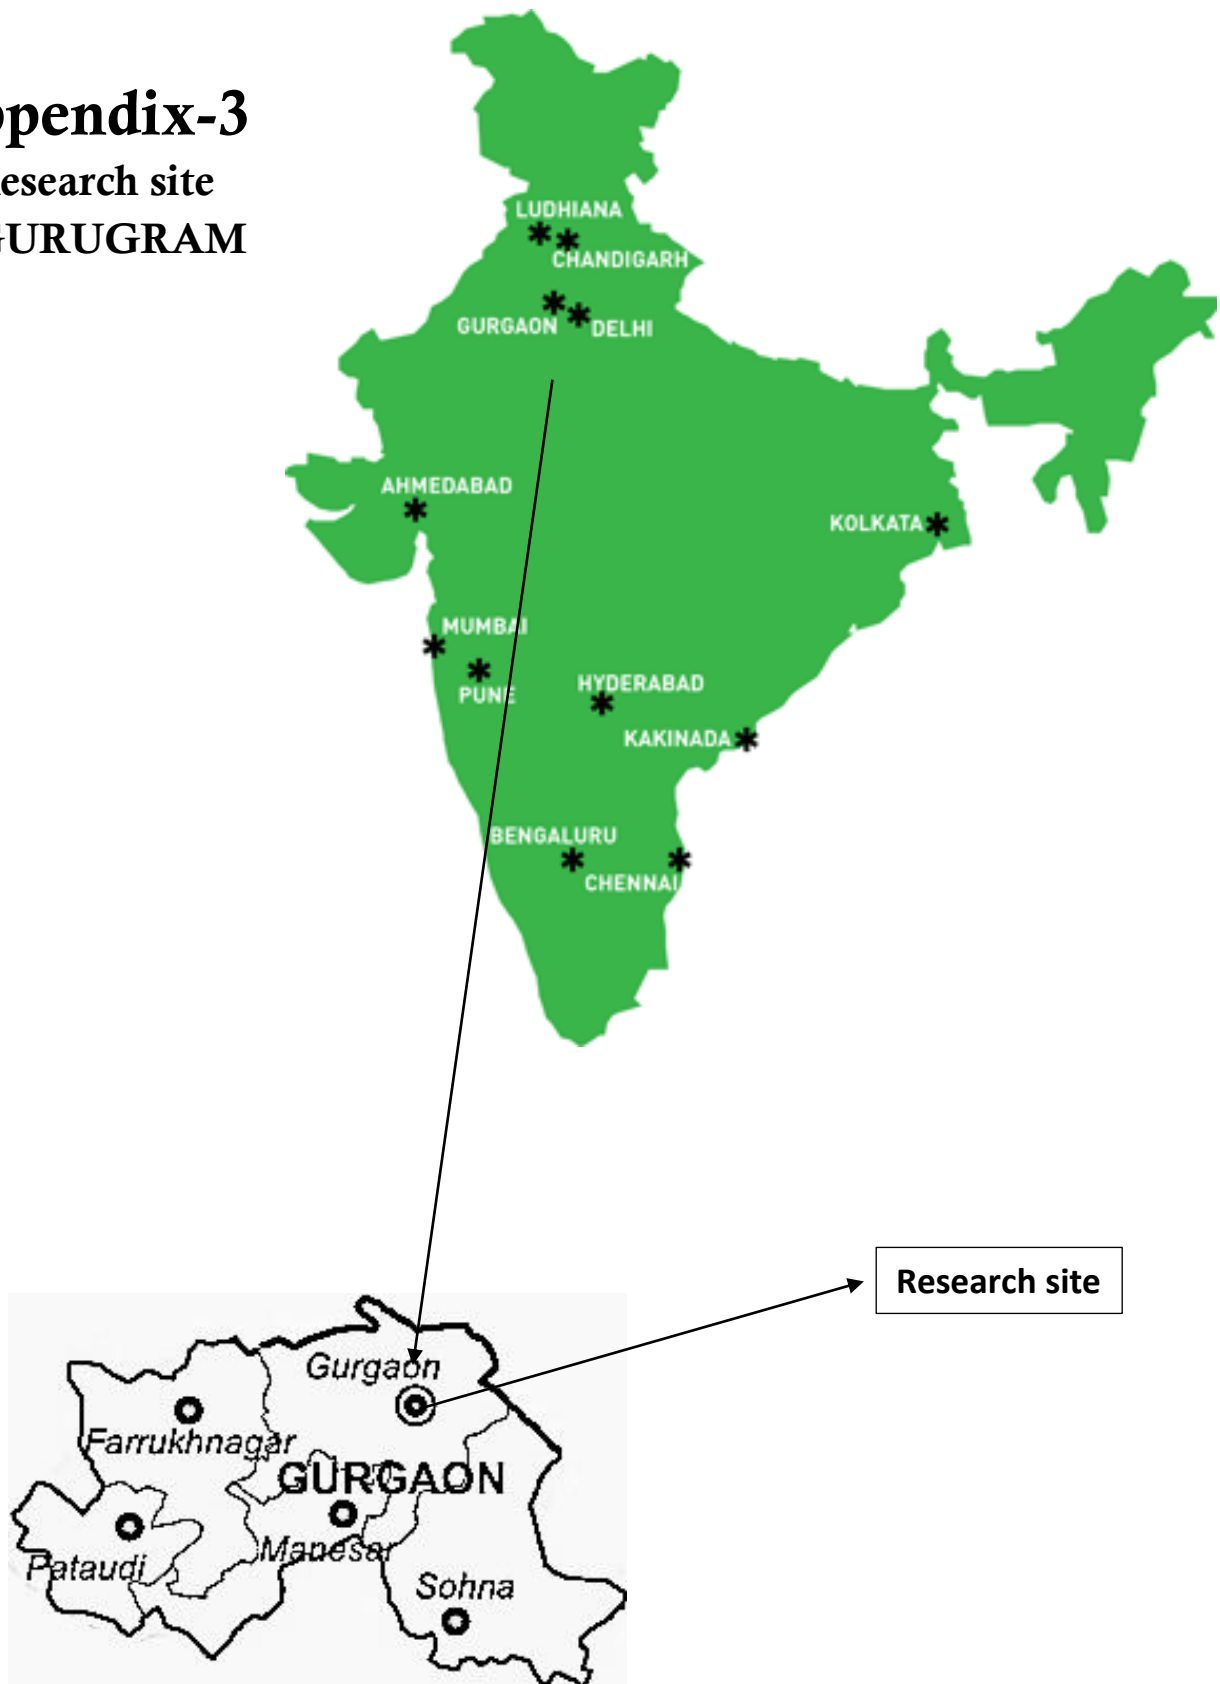 ppendix-3
esearch site
GURUGRAM
LUDHIANA
CHANDIGARH
GURGAON
DELHI
AHMEDABAD
KOLKATA
MUMBAI
PUNE
HYDERABAD
KAKINADA
BENGALURU
CHENNAI
Research site
Gurgaon
Farrukhnagar
GURGAON
Manesar
Pataudi
Sohna